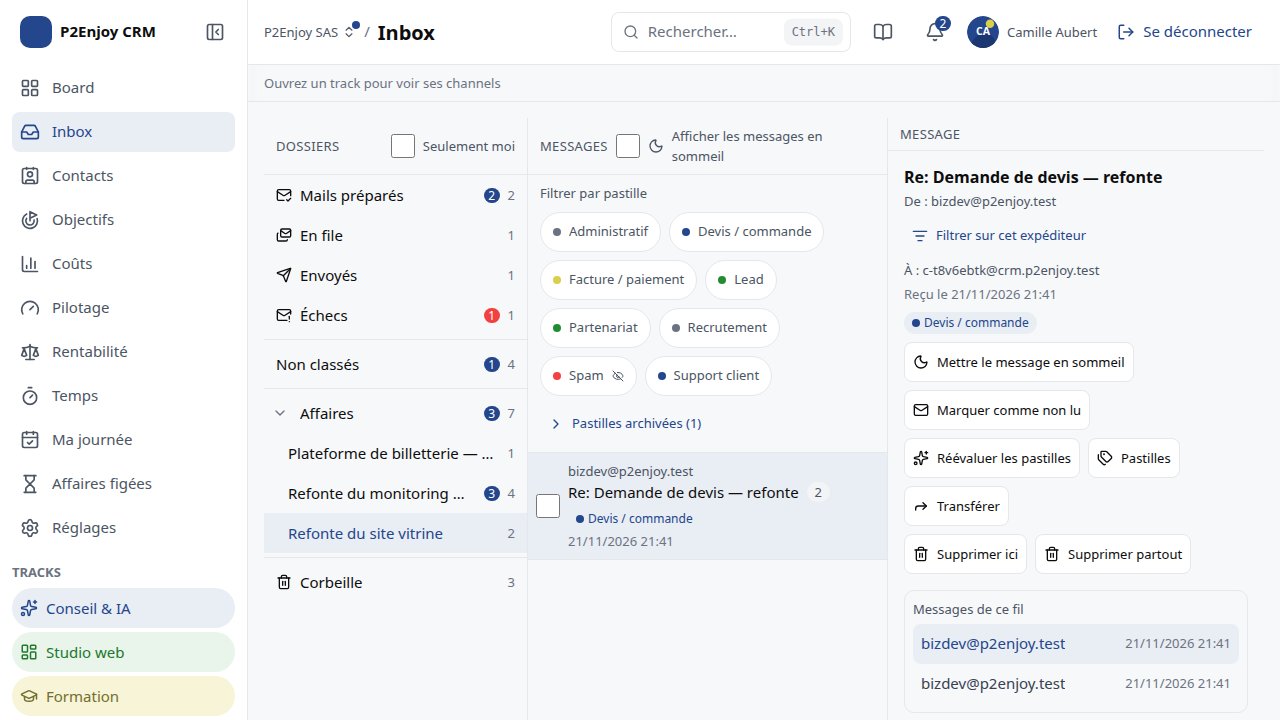 P2Enjoy CRM
Board
Inbox
Contacts
Objectifs
Coûts
Pilotage
Rentabilité
Temps
Ma journée
Affaires figées
Réglages
TRACKS
Conseil & IA
Studio web
Formation
P2Enjoy SAS / Inbox
Rechercher... Ctrl+K
2
CA Camille Aubert
Se déconnecter
Ouvrez un track pour voir ses channels
DOSSIERS Seulement moi
Mails préparés 2 2
En file 1
Envoyés 1
Échecs 1 1
Non classés 1 4
Affaires 3 7
Plateforme de billetterie — ... 1
Refonte du monitoring ... 3 4
Refonte du site vitrine 2
Corbeille 3
MESSAGES Afficher les messages en
sommeil
Filtrer par pastille
Administratif Devis / commande
Facture / paiement Lead
Partenariat Recrutement
Spam Support client
Pastilles archivées (1)
bizdev@p2enjoy.test
Re: Demande de devis — refonte 2
Devis / commande
21/11/2026 21:41
MESSAGE
Re: Demande de devis — refonte
De : bizdev@p2enjoy.test
Filtrer sur cet expéditeur
À : c-t8v6ebtk@crm.p2enjoy.test
Reçu le 21/11/2026 21:41
Devis / commande
Mettre le message en sommeil
Marquer comme non lu
Réévaluer les pastilles Pastilles
Transférer
Supprimer ici Supprimer partout
Messages de ce fil
bizdev@p2enjoy.test 21/11/2026 21:41
bizdev@p2enjoy.test 21/11/2026 21:41